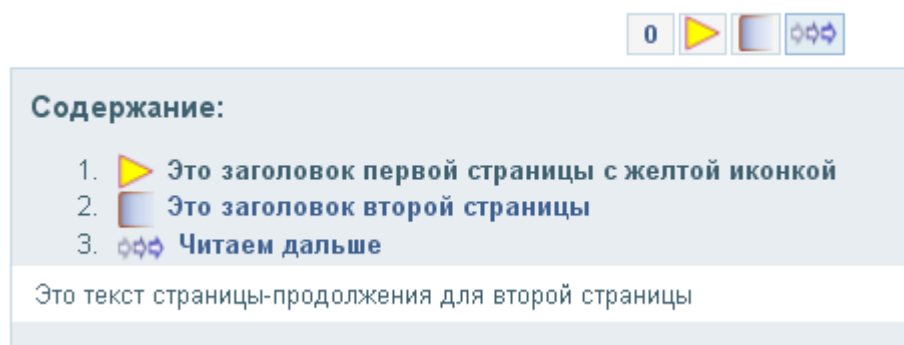 0
Содержание:
1. Это заголовок первой страницы с желтой иконкой
2. Это заголовок второй страницы
3. Читаем дальше
Это текст страницы-продолжения для второй страницы